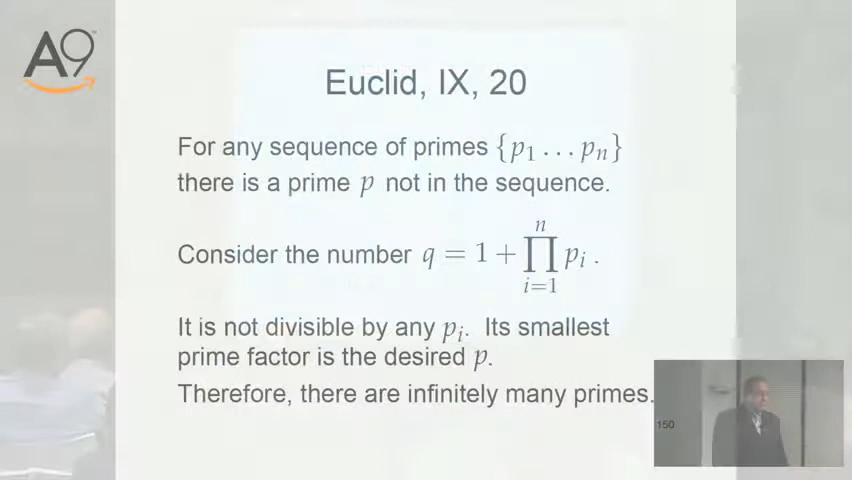 A9
Euclid, IX, 20
For any sequence of primes {p₁ … pₙ}
there is a prime p not in the sequence.
n
Consider the number q = 1 + ∏ pᵢ .
i=1
It is not divisible by any pᵢ. Its smallest
prime factor is the desired p.
Therefore, there are infinitely many primes.
150